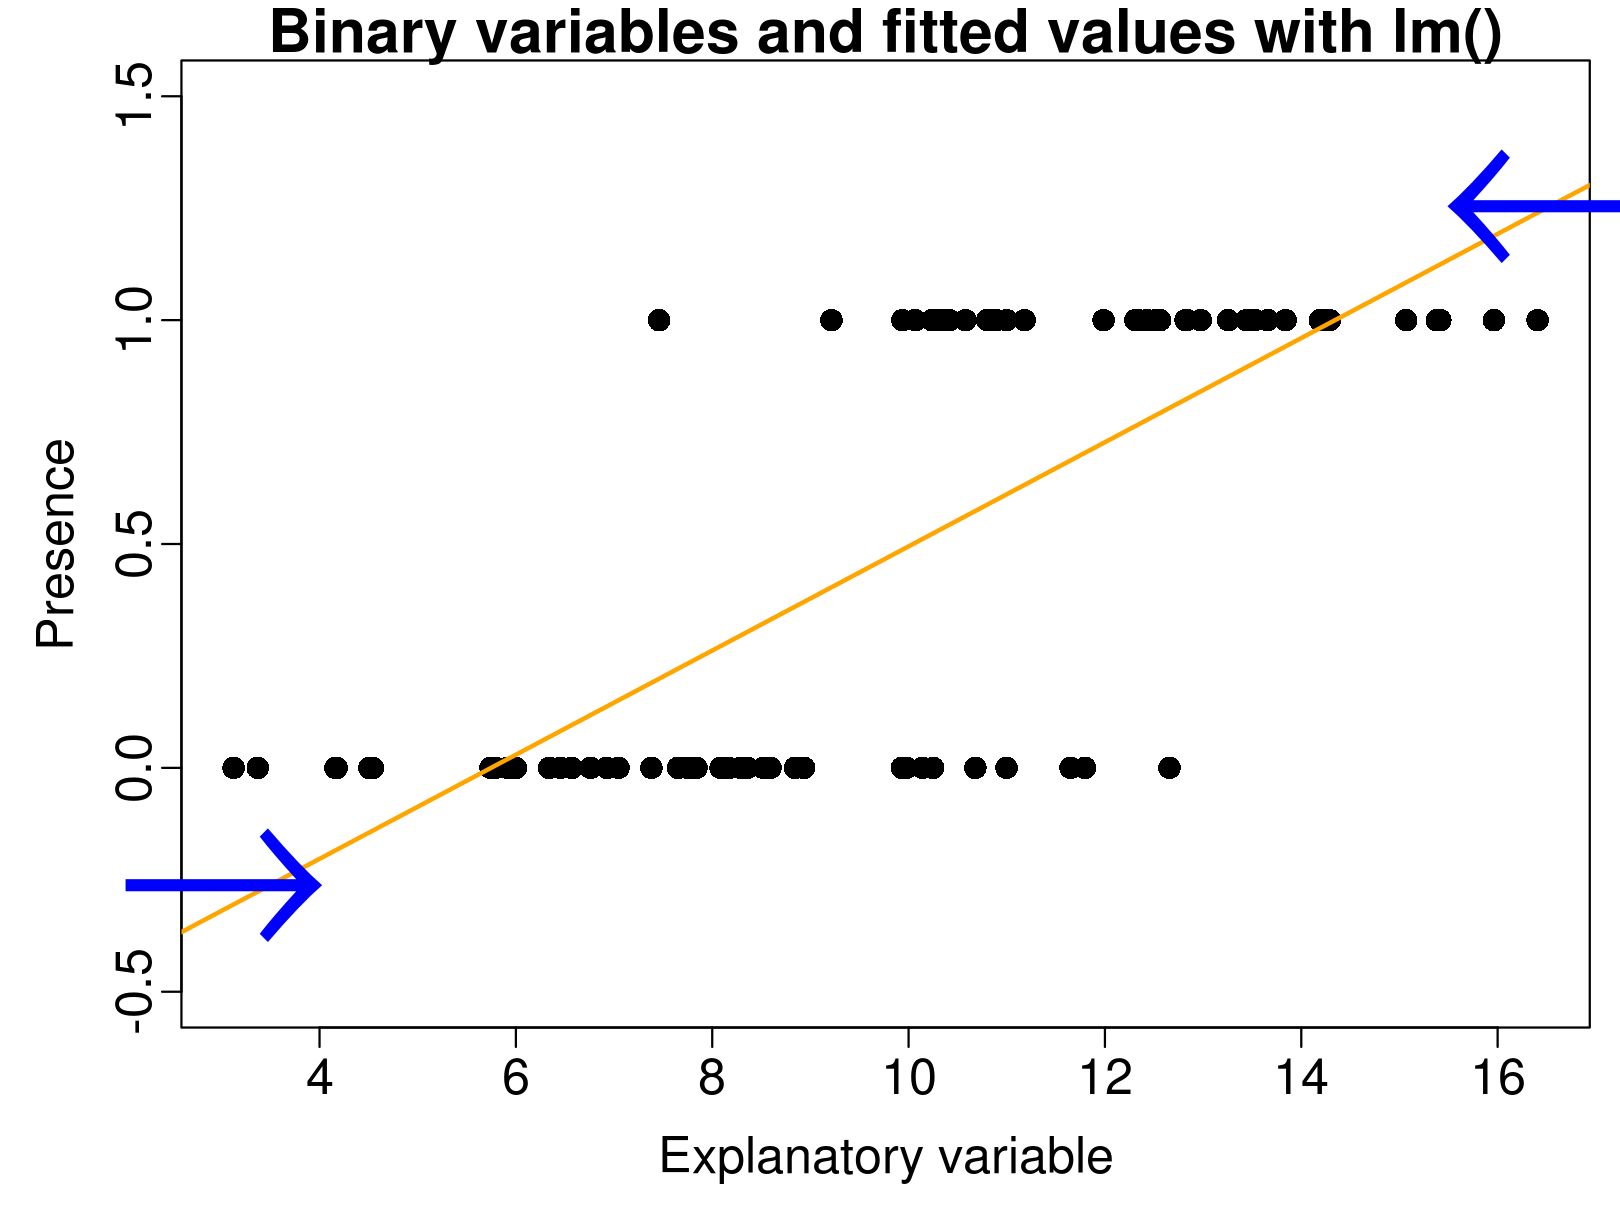 Binary variables and fitted values with lm()
1.5
1.0
0.5
0.0
-0.5
Presence
4 6 8 10 12 14 16
Explanatory variable